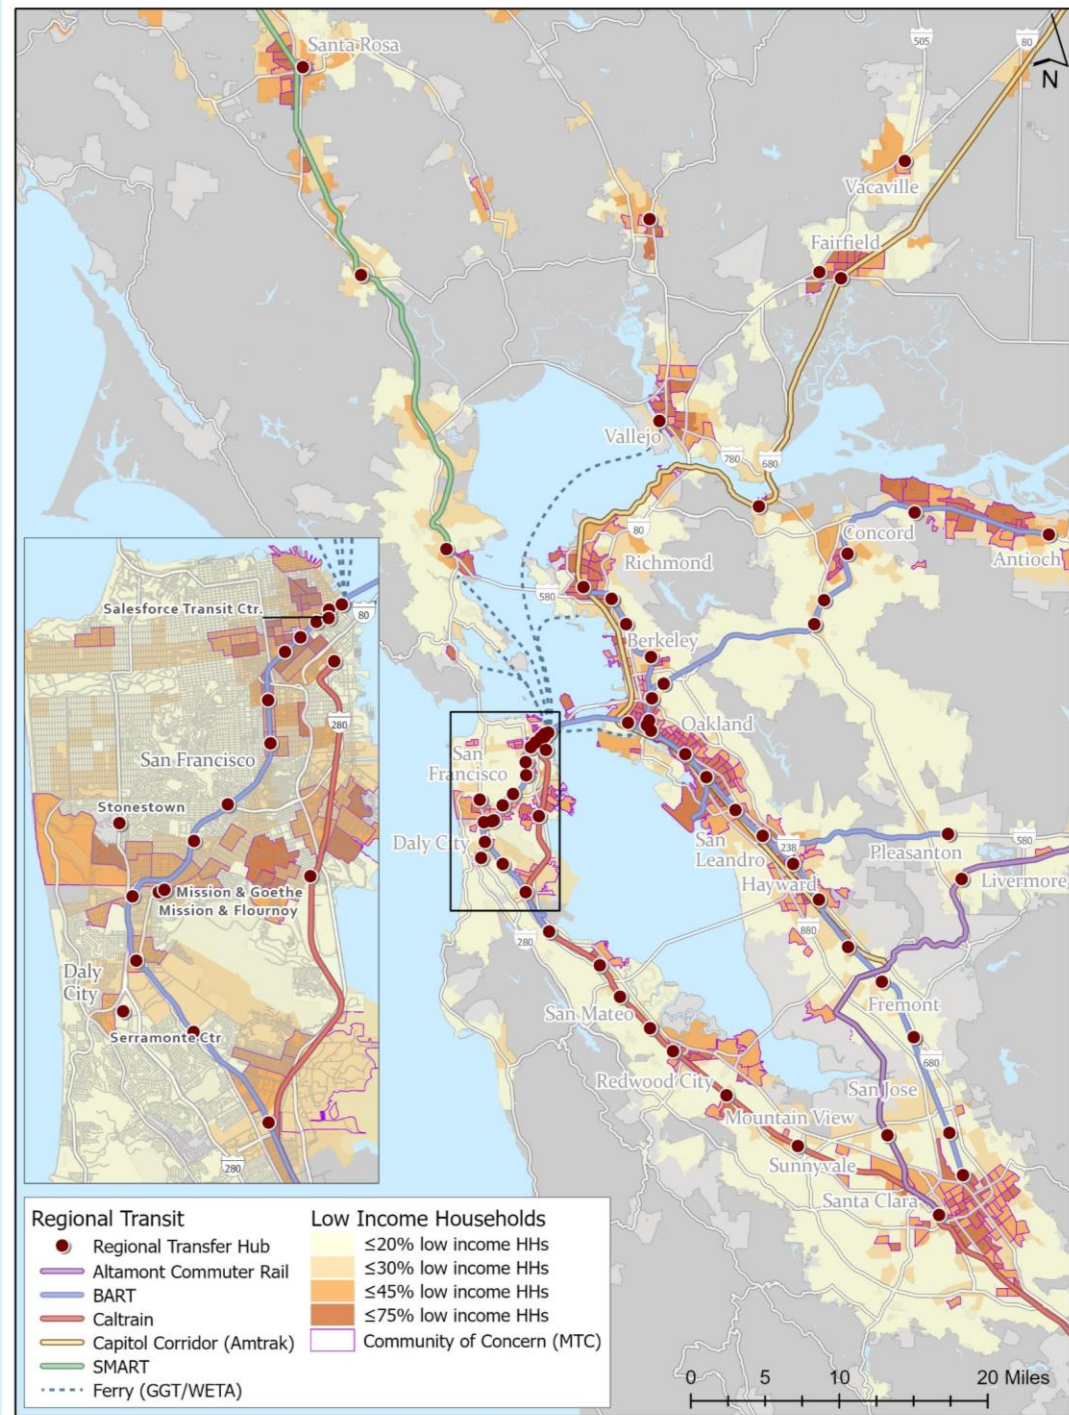 Santa Rosa
505
80
N
Vacaville
Fairfield
Vallejo
780
680
80
Concord
Antioch
Richmond
580
Berkeley
Oakland
San
Francisco
Daly City
San
Leandro
238
Pleasanton
580
Livermore
Hayward
880
280
Fremont
San Mateo
680
Redwood City
San Jose
Mountain View
Sunnyvale
Santa Clara
Salesforce Transit Ctr.
80
280
San Francisco
Stonestown
Mission & Goethe
Mission & Flournoy
Daly
City
Serramonte Ctr
280
Regional Transit
Regional Transfer Hub
Altamont Commuter Rail
BART
Caltrain
Capitol Corridor (Amtrak)
SMART
Ferry (GGT/WETA)
Low Income Households
≤20% low income HHs
≤30% low income HHs
≤45% low income HHs
≤75% low income HHs
Community of Concern (MTC)
0 5 10 20 Miles